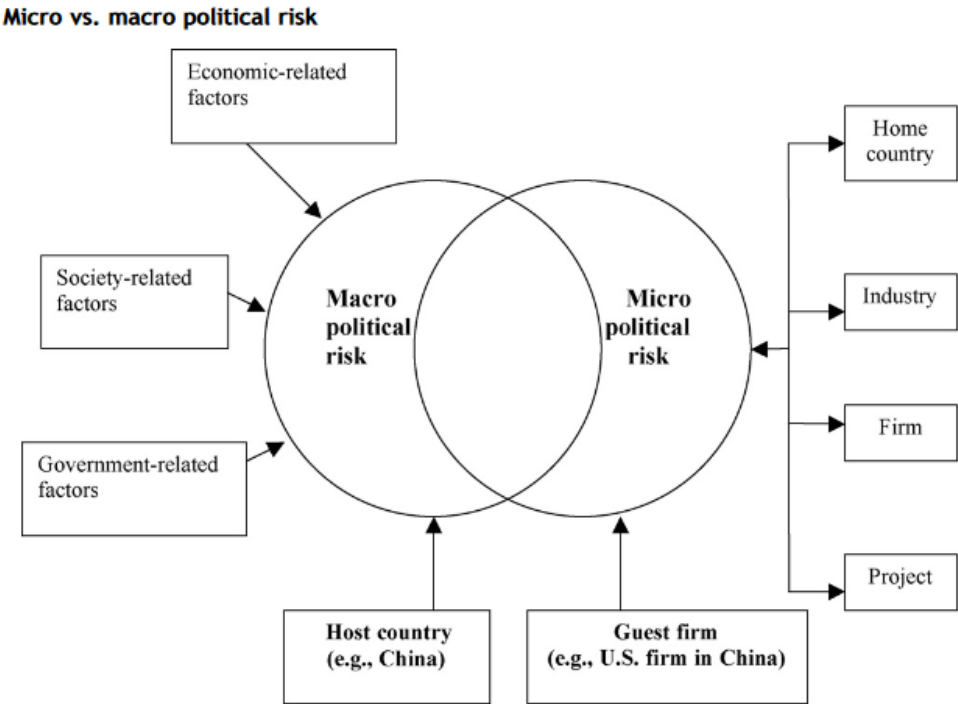 Micro vs. macro political risk
Economic-related
factors
Home
country
Society-related
factors
Macro
political
risk
Micro
political
risk
Industry
Government-related
factors
Firm
Project
Host country
(e.g., China)
Guest firm
(e.g., U.S. firm in China)